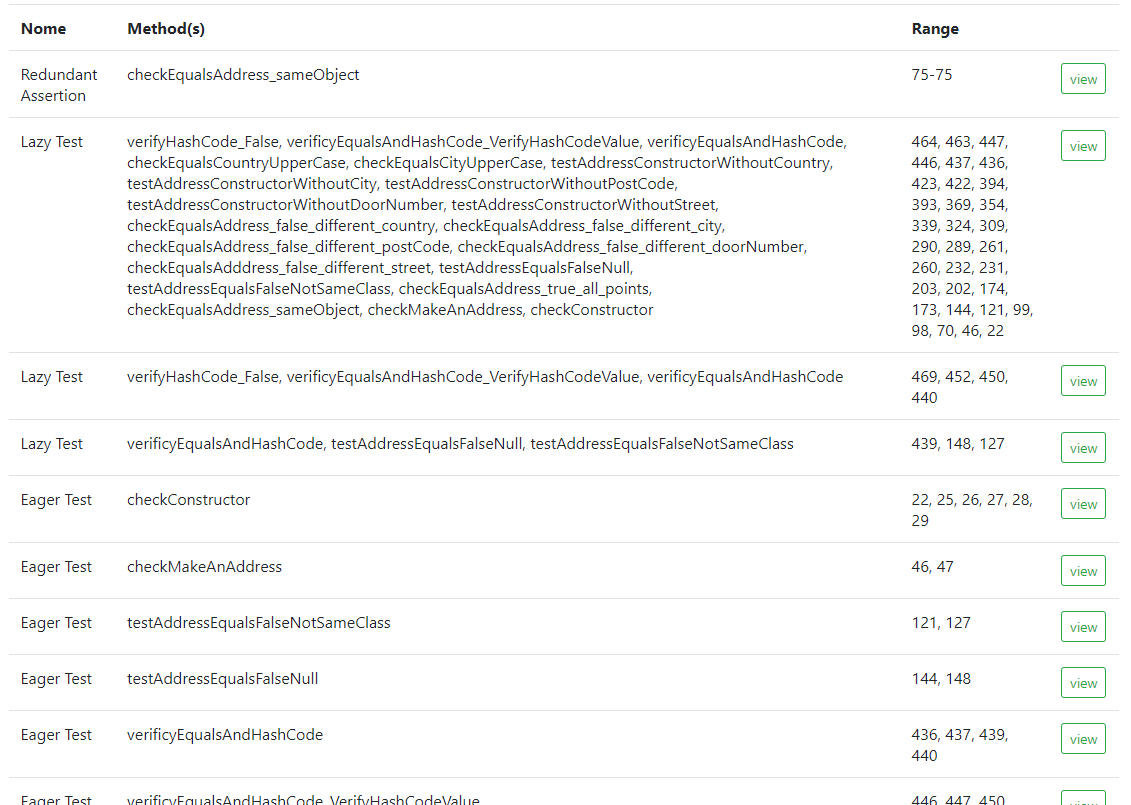 Nome Method(s) Range
Redundant Assertion checkEqualsAddress_sameObject 75-75 view
Lazy Test verifyHashCode_False, verificyEqualsAndHashCode_VerifyHashCodeValue, verificyEqualsAndHashCode, 464, 463, 447, view
checkEqualsCountryUpperCase, checkEqualsCityUpperCase, testAddressConstructorWithoutCountry, 446, 437, 436,
testAddressConstructorWithoutCity, testAddressConstructorWithoutPostCode, 423, 422, 394,
testAddressConstructorWithoutDoorNumber, testAddressConstructorWithoutStreet, 393, 369, 354,
checkEqualsAddress_false_different_country, checkEqualsAddress_false_different_city, 339, 324, 309,
checkEqualsAddress_false_different_postCode, checkEqualsAddress_false_different_doorNumber, 290, 289, 261,
checkEqualsAdddress_false_different_street, testAddressEqualsFalseNull, 260, 232, 231,
testAddressEqualsFalseNotSameClass, checkEqualsAddress_true_all_points, 203, 202, 174,
checkEqualsAddress_sameObject, checkMakeAnAddress, checkConstructor 173, 144, 121, 99,
98, 70, 46, 22
Lazy Test verifyHashCode_False, verificyEqualsAndHashCode_VerifyHashCodeValue, verificyEqualsAndHashCode 469, 452, 450, view
440
Lazy Test verificyEqualsAndHashCode, testAddressEqualsFalseNull, testAddressEqualsFalseNotSameClass 439, 148, 127 view
Eager Test checkConstructor 22, 25, 26, 27, 28, view
29
Eager Test checkMakeAnAddress 46, 47 view
Eager Test testAddressEqualsFalseNotSameClass 121, 127 view
Eager Test testAddressEqualsFalseNull 144, 148 view
Eager Test verificyEqualsAndHashCode 436, 437, 439, view
440
Eager Test verificyEqualsAndHashCode_VerifyHashCodeValue 446, 447, 450,